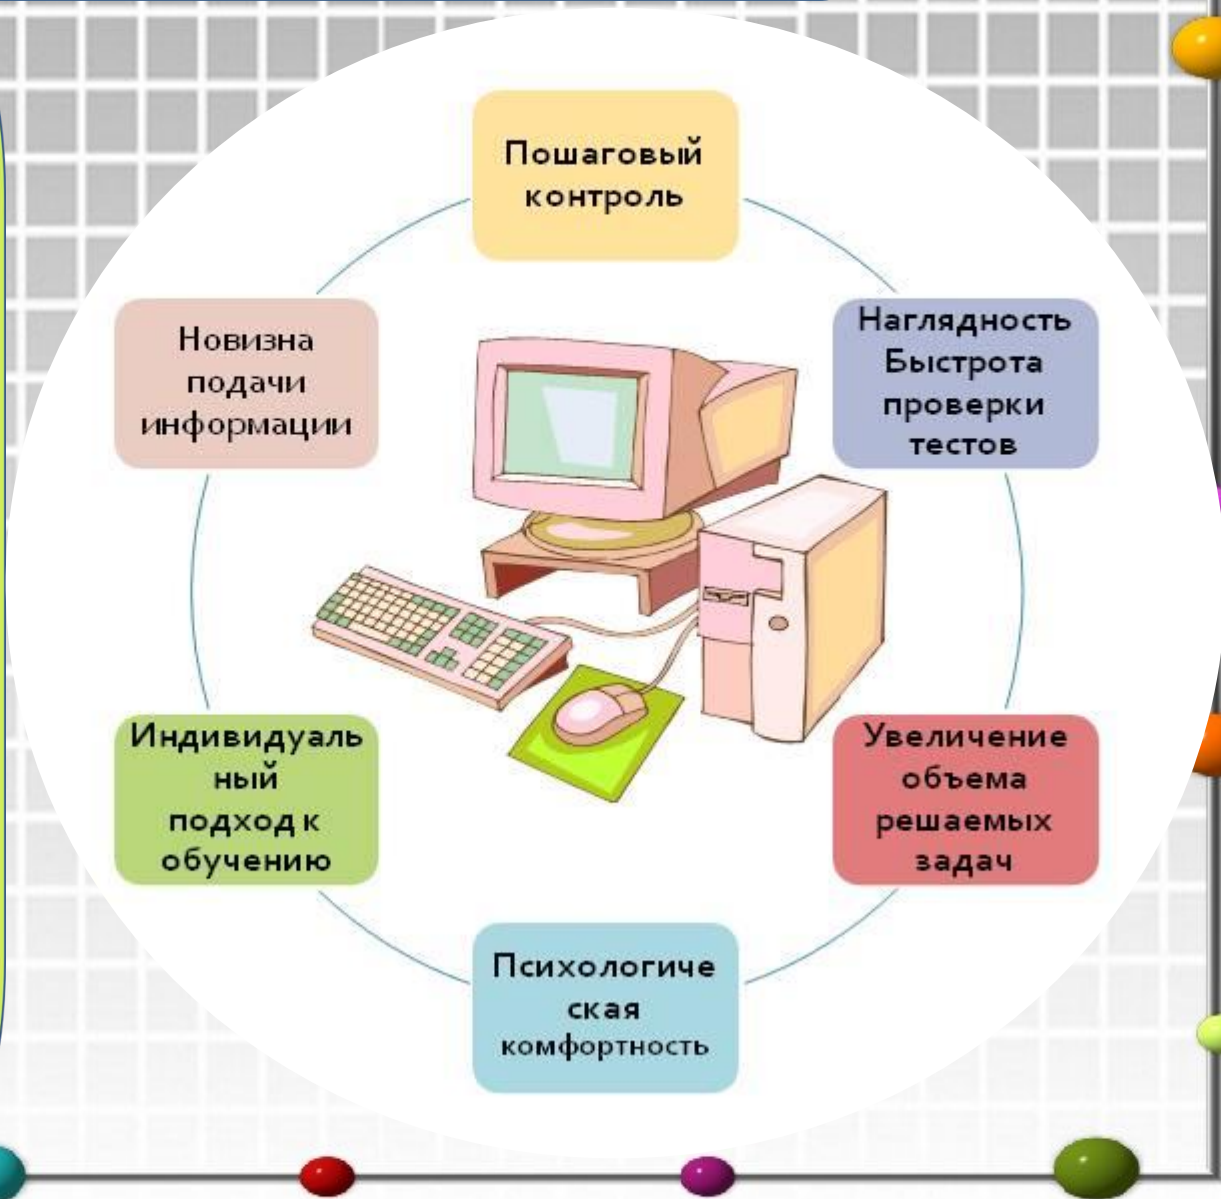 Пошаговый
контроль
Новизна
подачи
информации
Наглядность
Быстрота
проверки
тестов
Индивидуаль
ный
подход к
обучению
Увеличение
объема
решаемых
задач
Психологиче
ская
комфортность